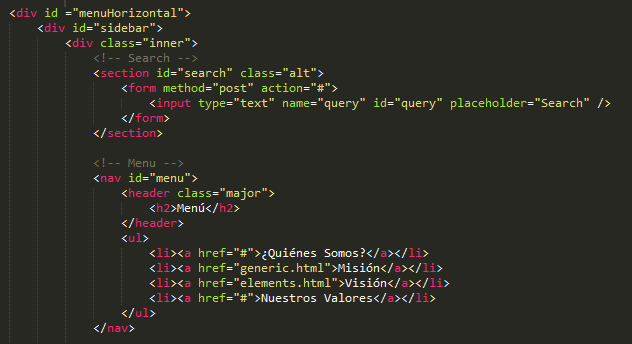 <div id ="menuHorizontal">
<div id="sidebar">
<div class="inner">
<!-- Search -->
<section id="search" class="alt">
<form method="post" action="#">
<input type="text" name="query" id="query" placeholder="Search" />
</form>
</section>
<!-- Menu -->
<nav id="menu">
<header class="major">
<h2>Menú</h2>
</header>
<ul>
<li><a href="#">¿Quiénes Somos?</a></li>
<li><a href="generic.html">Misión</a></li>
<li><a href="elements.html">Visión</a></li>
<li><a href="#">Nuestros Valores</a></li>
</ul>
</nav>